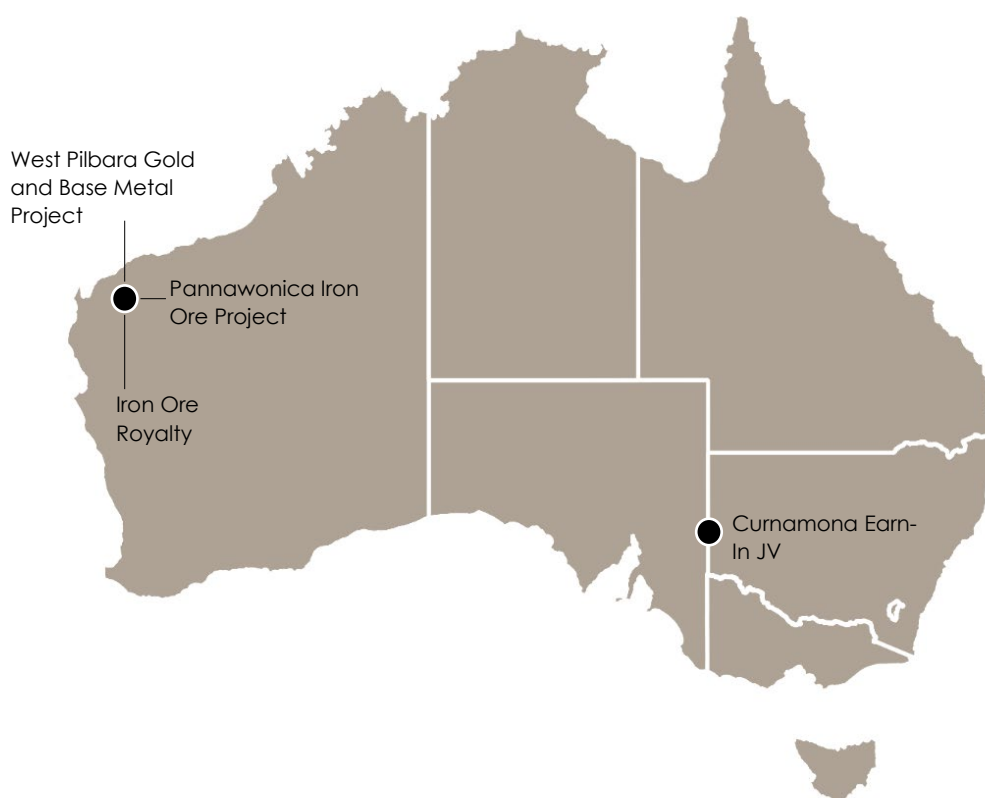 West Pilbara Gold
and Base Metal
Project
Pannawonica Iron
Ore Project
Iron Ore
Royalty
Curnamona Earn-
In JV